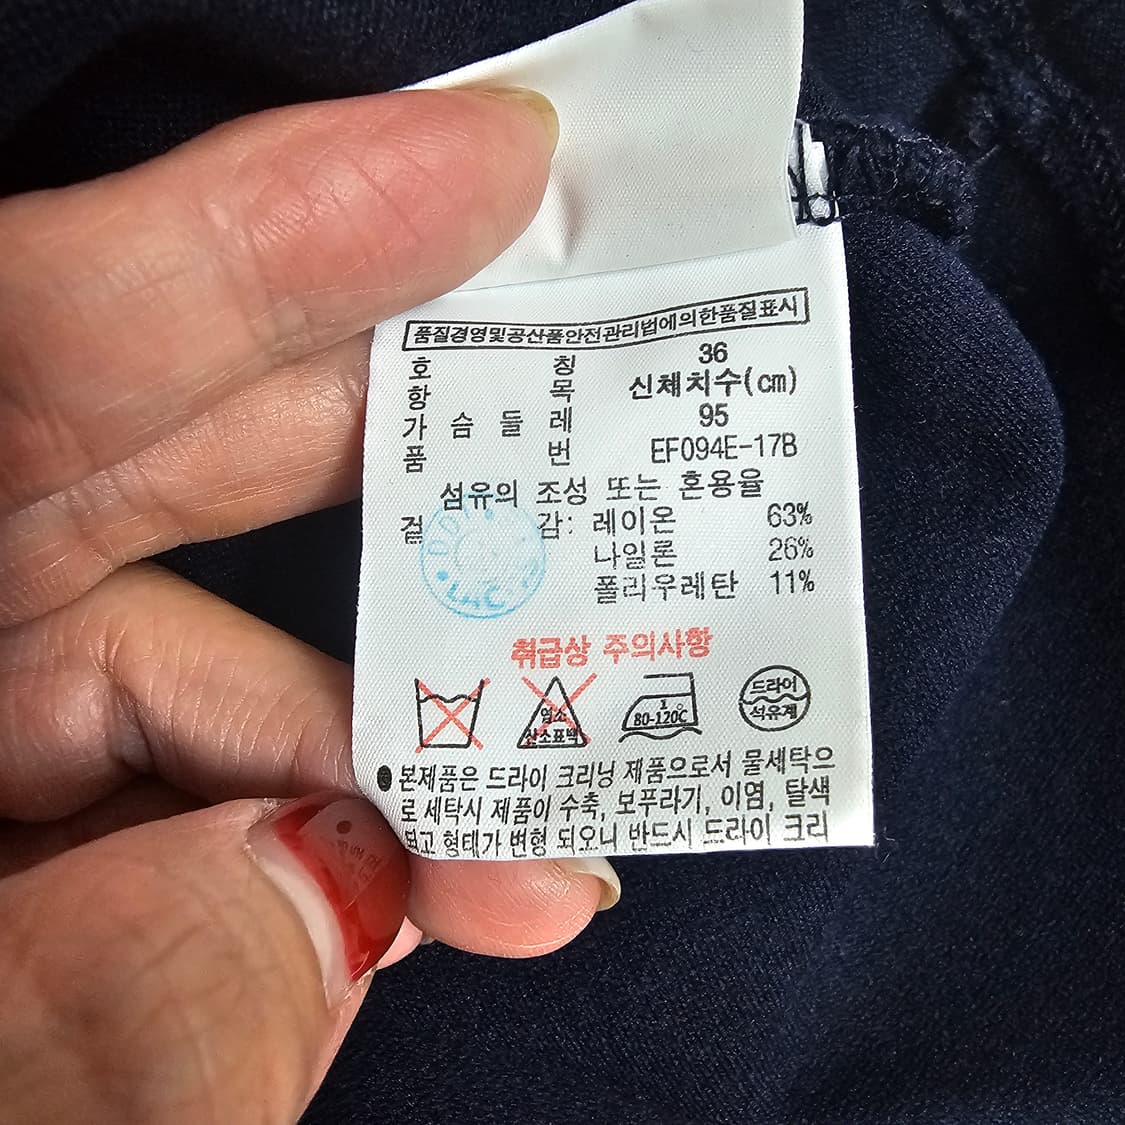 품질경영및공산품안전관리법에의한품질표시
호 칭 36
항 목 신체치수(cm)
가 슴 둘 레 95
품 번 EF094E-17B
섬유의 조성 또는 혼용율
겉 감: 레이온 63%
나일론 26%
폴리우레탄 11%
취급상 주의사항
염소
산소표백
80-120℃
드라이
석유계
● 본제품은 드라이 크리닝 제품으로서 물세탁으
로 세탁시 제품이 수축, 보푸라기, 이염, 탈색
되고 형태가 변형 되오니 반드시 드라이 크리